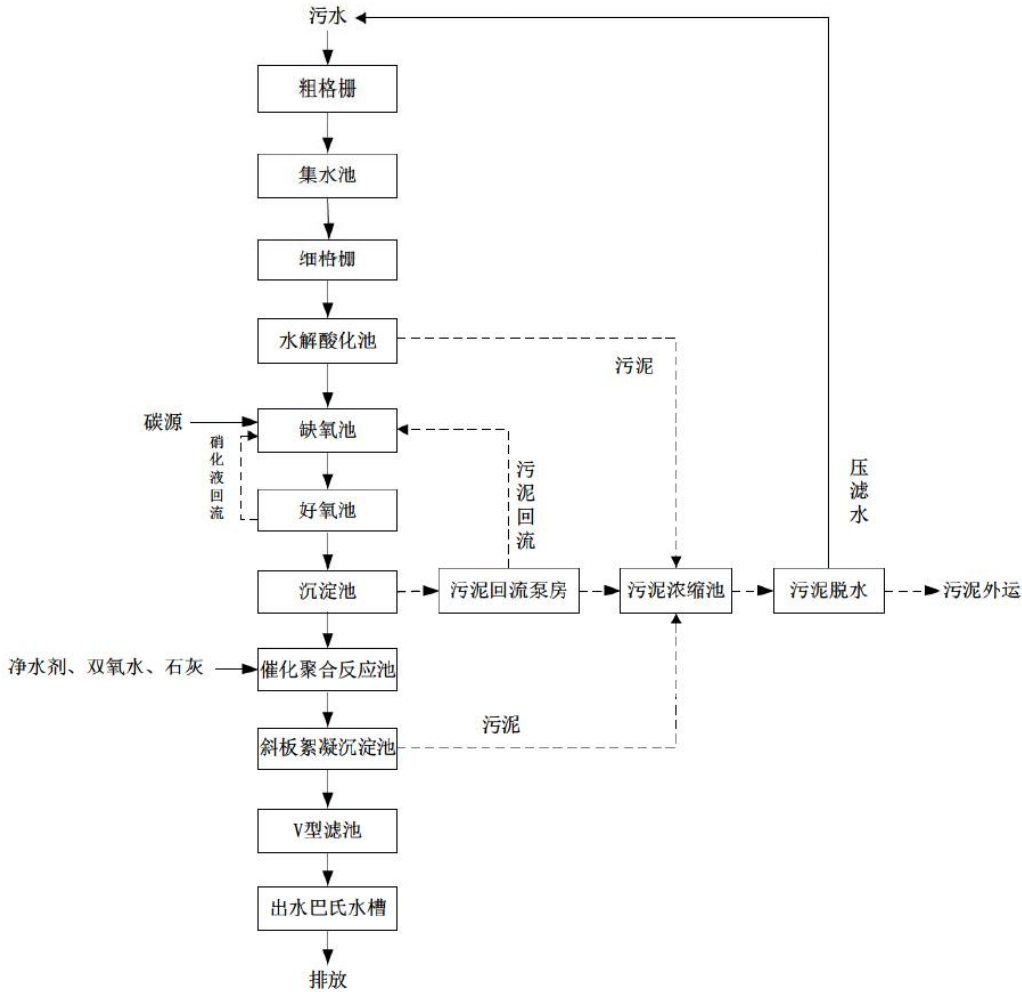 污水
粗格栅
集水池
细格栅
水解酸化池
污泥
碳源
缺氧池
硝化液回流
污泥回流
压滤水
好氧池
沉淀池
污泥回流泵房
污泥浓缩池
污泥脱水
污泥外运
净水剂、双氧水、石灰
催化聚合反应池
污泥
斜板絮凝沉淀池
V型滤池
出水巴氏水槽
排放